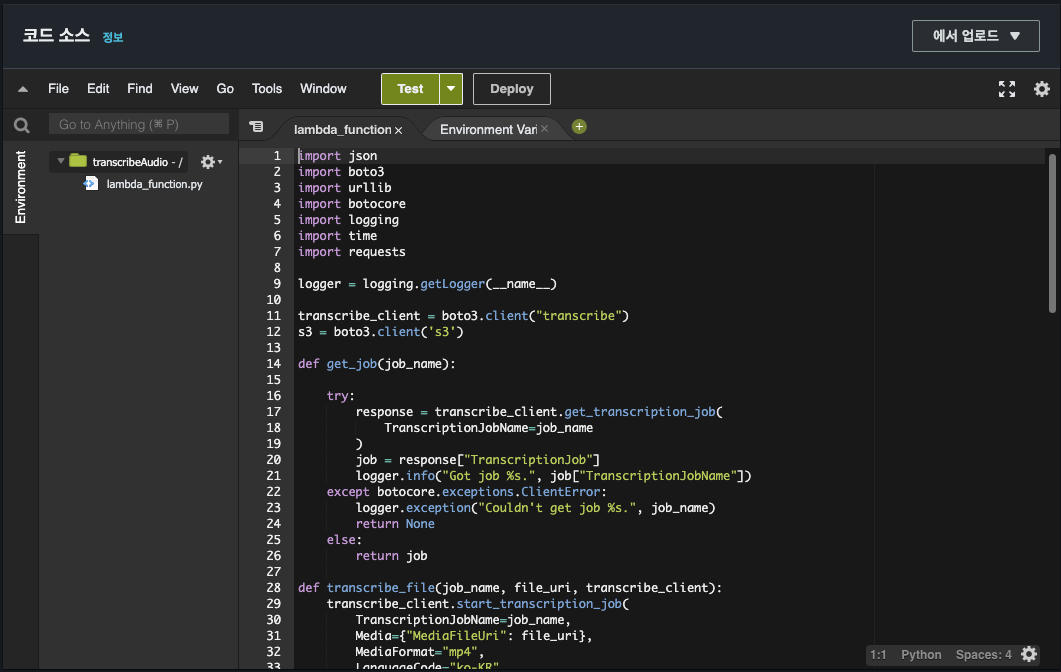 코드 소스 정보
에서 업로드 ▼
File Edit Find View Go Tools Window Test Deploy
Go to Anything (⌘ P)
lambda_function × Environment Vari ×
Environment
transcribeAudio - /
lambda_function.py
1 import json
2 import boto3
3 import urllib
4 import botocore
5 import logging
6 import time
7 import requests
8
9 logger = logging.getLogger(__name__)
10
11 transcribe_client = boto3.client("transcribe")
12 s3 = boto3.client('s3')
13
14 def get_job(job_name):
15
16     try:
17         response = transcribe_client.get_transcription_job(
18             TranscriptionJobName=job_name
19         )
20         job = response["TranscriptionJob"]
21         logger.info("Got job %s.", job["TranscriptionJobName"])
22     except botocore.exceptions.ClientError:
23         logger.exception("Couldn't get job %s.", job_name)
24         return None
25     else:
26         return job
27
28 def transcribe_file(job_name, file_uri, transcribe_client):
29     transcribe_client.start_transcription_job(
30         TranscriptionJobName=job_name,
31         Media={"MediaFileUri": file_uri},
32         MediaFormat="mp4",
33         LanguageCode="ko-KR"
1:1 Python Spaces: 4